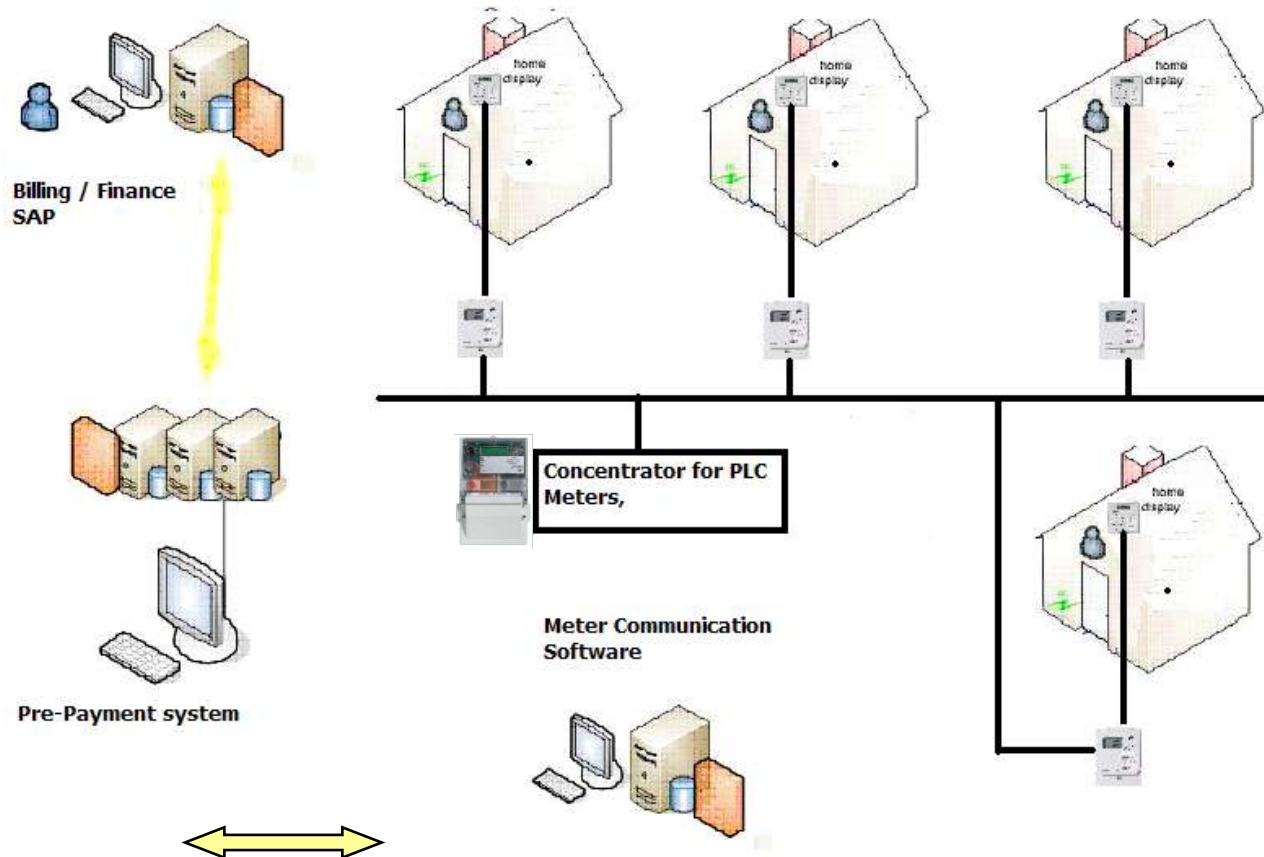 Billing / Finance
SAP
home
display
home
display
home
display
Concentrator for PLC
Meters,
home
display
Meter Communication
Software
Pre-Payment system